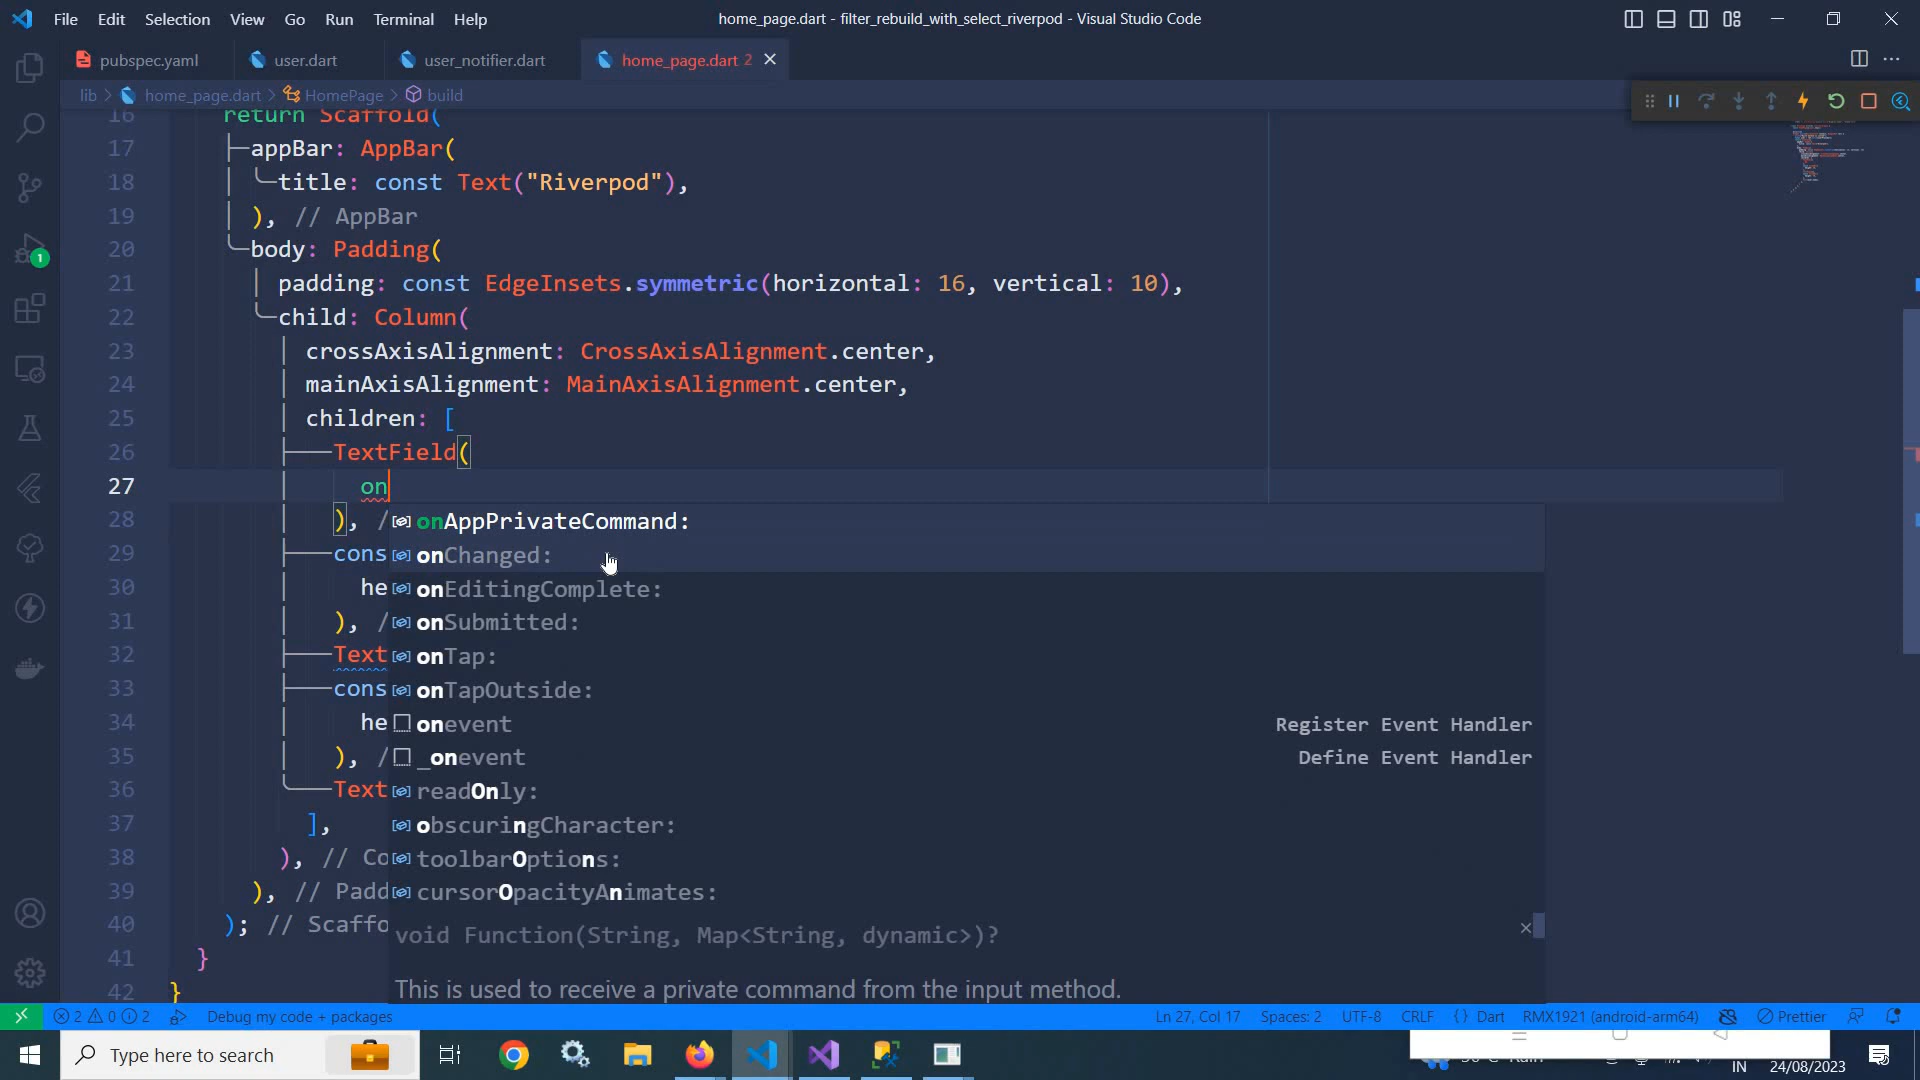 File Edit Selection View Go Run Terminal Help
home_page.dart - filter_rebuild_with_select_riverpod - Visual Studio Code
pubspec.yaml user.dart user_notifier.dart home_page.dart 2
lib > home_page.dart > HomePage > build
16 return Scaffold(
17 appBar: AppBar(
18 title: const Text("Riverpod"),
19 ), // AppBar
20 body: Padding(
21 padding: const EdgeInsets.symmetric(horizontal: 16, vertical: 10),
22 child: Column(
23 crossAxisAlignment: CrossAxisAlignment.center,
24 mainAxisAlignment: MainAxisAlignment.center,
25 children: [
26 TextField(
27 on
28 ), / onAppPrivateCommand:
29 cons onChanged:
30 he onEditingComplete:
31 ), / onSubmitted:
32 Text onTap:
33 cons onTapOutside:
34 he onevent Register Event Handler
35 ), / _onevent Define Event Handler
36 Text readOnly:
37 ], obscuringCharacter:
38 ), // Co toolbarOptions:
39 ), // Padd cursorOpacityAnimates:
40 ); // Scaffo void Function(String, Map<String, dynamic>)?
41 }
42 } This is used to receive a private command from the input method.
2 0 2 Debug my code + packages Ln 27, Col 17 Spaces: 2 UTF-8 CRLF {} Dart RMX1921 (android-arm64) Prettier
Type here to search
IN 24/08/2023
1